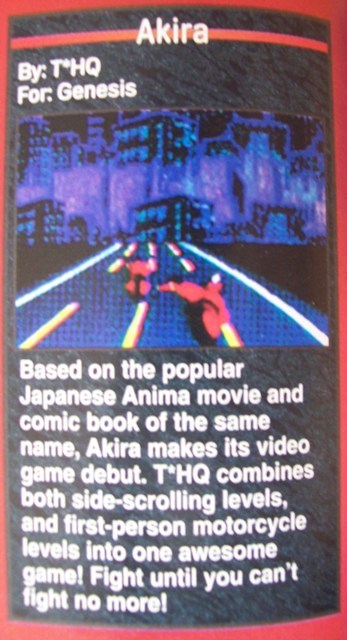 Akira
By: T*HQ
For: Genesis
Based on the popular
Japanese Anima movie and
comic book of the same
name, Akira makes its video
game debut. T*HQ combines
both side-scrolling levels,
and first-person motorcycle
levels into one awesome
game! Fight until you can't
fight no more!